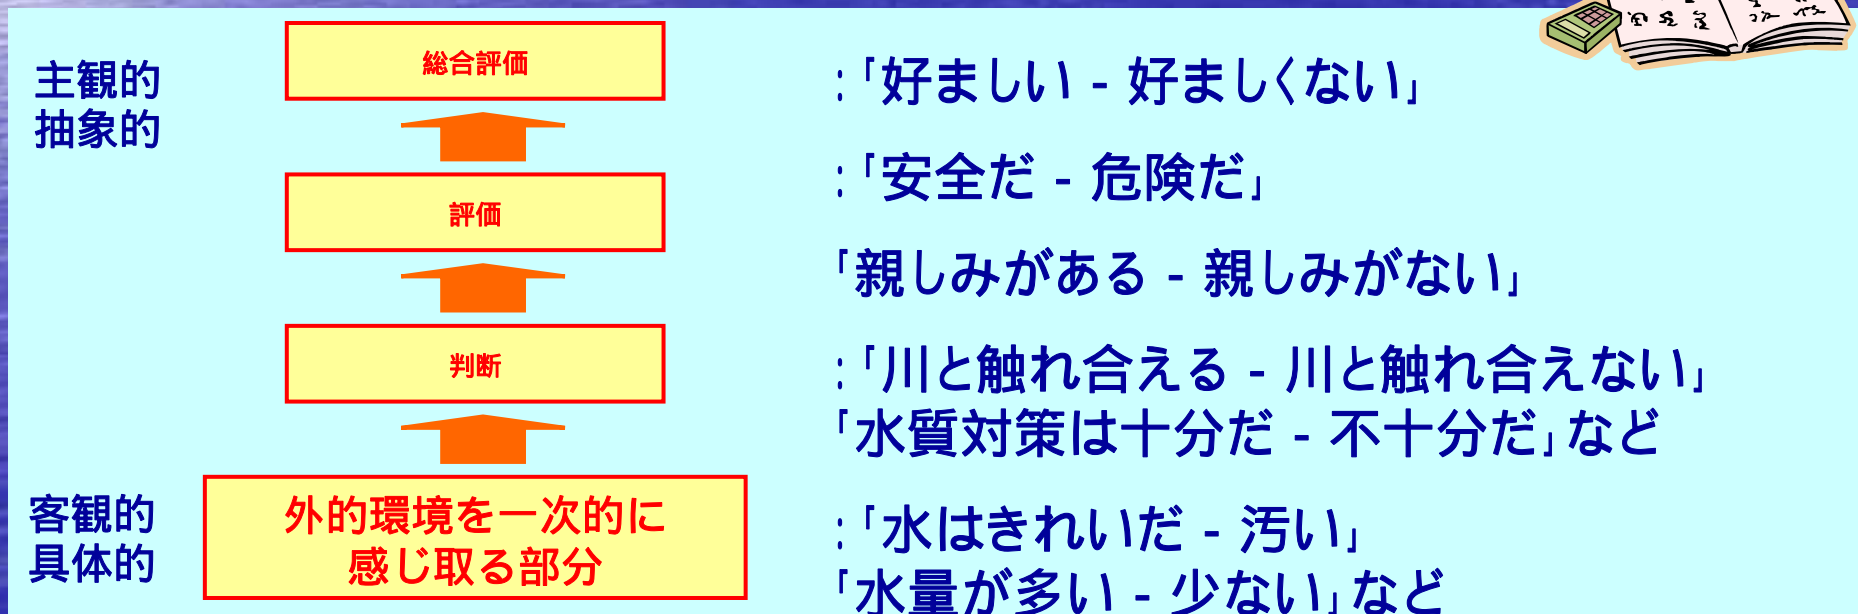 主観的
抽象的
総合評価
:「好ましい - 好ましくない」
評価
:「安全だ - 危険だ」
「親しみがある - 親しみがない」
判断
:「川と触れ合える - 川と触れ合えない」
「水質対策は十分だ - 不十分だ」など
客観的
具体的
外的環境を一次的に
感じ取る部分
:「水はきれいだ - 汚い」
「水量が多い - 少ない」など